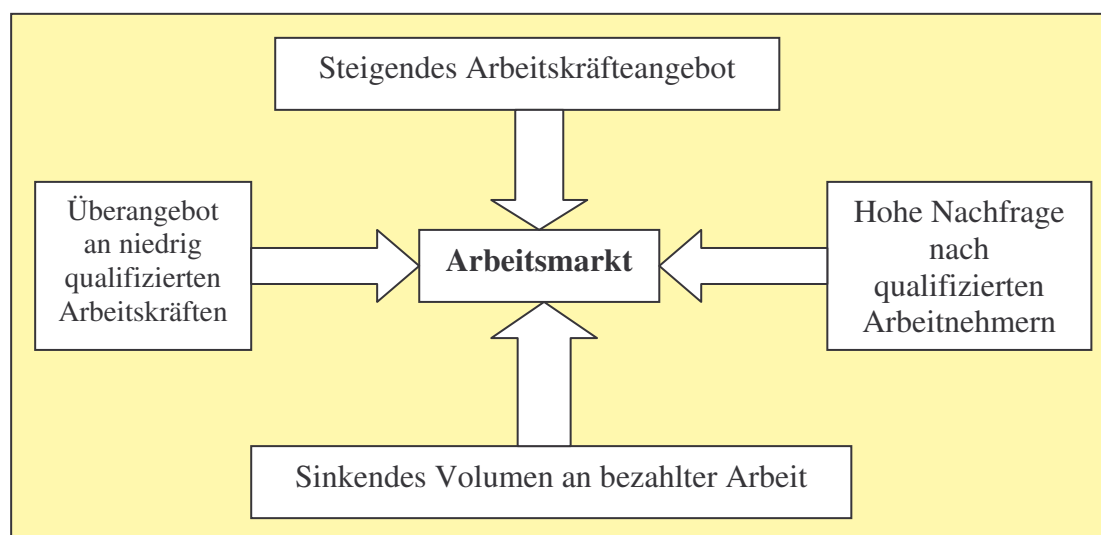 Steigendes Arbeitskräfteangebot
Überangebot
an niedrig
qualifizierten
Arbeitskräften
Arbeitsmarkt
Hohe Nachfrage
nach
qualifizierten
Arbeitnehmern
Sinkendes Volumen an bezahlter Arbeit